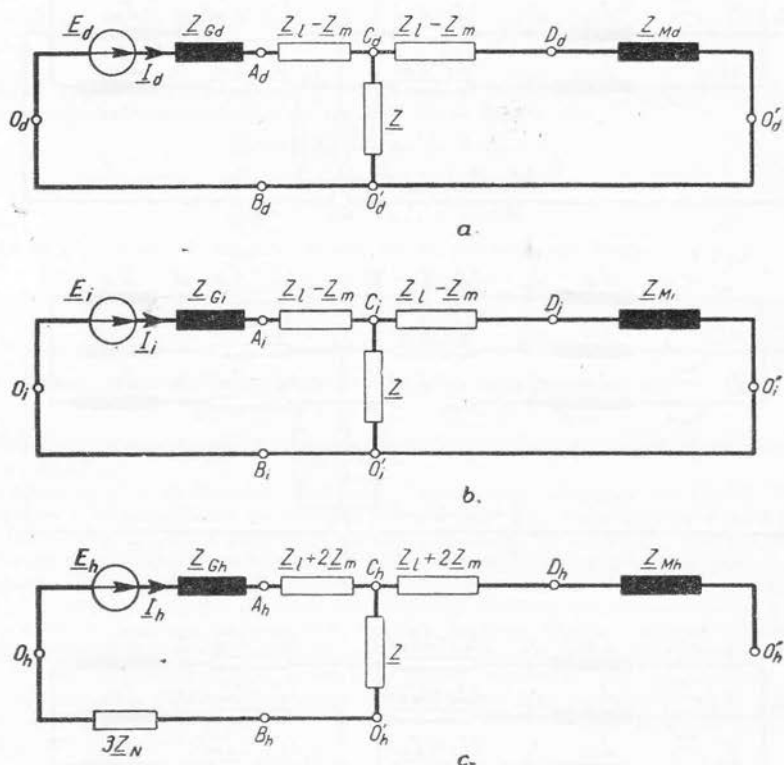 E_d Z_Gd Z_l-Z_m C_d Z_l-Z_m D_d Z_Md
I_d A_d
O_d Z O''_d
B_d O'_d
a.
E_i Z_Gi Z_l-Z_m C_i Z_l-Z_m D_i Z_Mi
I_i A_i
O_i Z O''_i
B_i O'_i
b.
E_h Z_Gh Z_l+2Z_m C_h Z_l+2Z_m D_h Z_Mh
I_h A_h
O_h Z O''_h
3Z_N B_h O'_h
c.